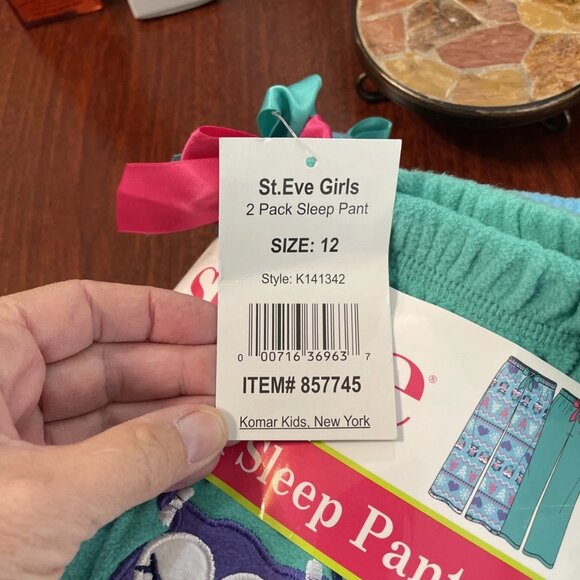 St.Eve Girls
2 Pack Sleep Pant
SIZE: 12
Style: K141342
0 00716 36963 7
ITEM# 857745
Komar Kids, New York
e®
Sleep Pant